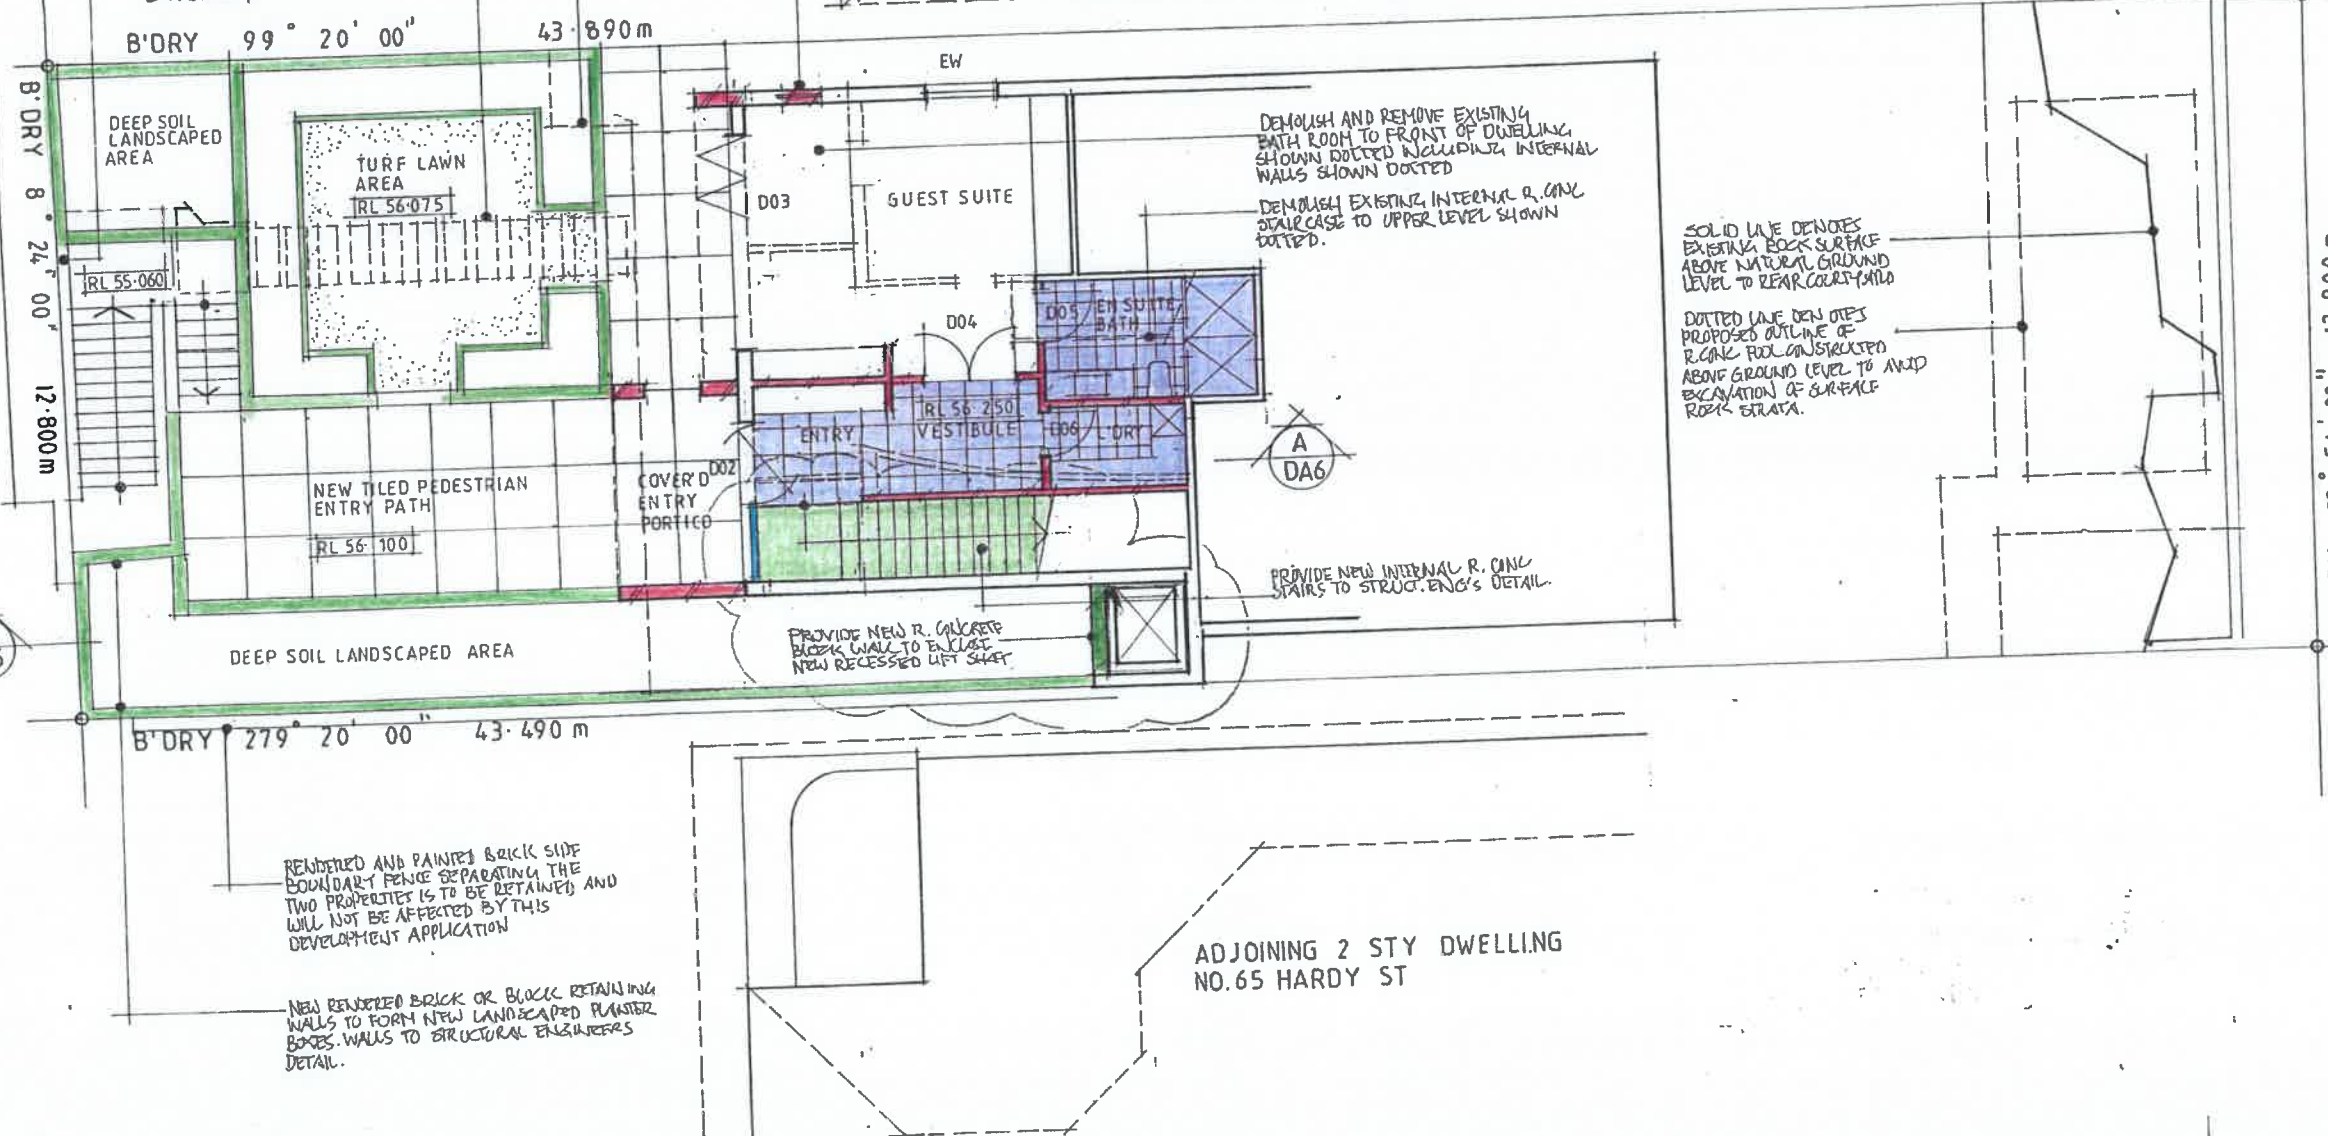 B'DRY 99° 20' 00" 43·890m
B'DRY 8° 24' 00" 12·800m
EW
DEEP SOIL
LANDSCAPED
AREA
TURF LAWN
AREA
RL 56·075
D03
GUEST SUITE
DEMOLISH AND REMOVE EXISTING
BATH ROOM TO FRONT OF DWELLING
SHOWN DOTTED INCLUDING INTERNAL
WALLS SHOWN DOTTED
DEMOLISH EXISTING INTERNAL R.CONC
STAIRCASE TO UPPER LEVEL SHOWN
DOTTED.
SOLID LINE DENOTES
EXISTING ROCK SURFACE
ABOVE NATURAL GROUND
LEVEL TO REAR COURTYARD
DOTTED LINE DENOTES
PROPOSED OUTLINE OF
R.CONC POOL CONSTRUCTED
ABOVE GROUND LEVEL TO AVOID
EXCAVATION OF SURFACE
ROCK STRATA.
RL 55·060
D04
D05
EN SUITE
BATH
RL 56·250
VESTIBULE
ENTRY
D06
L'DRY
A
DA6
D02
COVER'D
ENTRY
PORTICO
NEW TILED PEDESTRIAN
ENTRY PATH
RL 56·100
PROVIDE NEW INTERNAL R. CONC
STAIRS TO STRUCT. ENG'S DETAIL.
PROVIDE NEW R. CONCRETE
BLOCK WALL TO ENCLOSE
NEW RECESSED LIFT SHAFT
DEEP SOIL LANDSCAPED AREA
B'DRY 279° 20' 00" 43·490 m
RENDERED AND PAINTED BRICK SIDE
BOUNDARY FENCE SEPARATING THE
TWO PROPERTIES IS TO BE RETAINED AND
WILL NOT BE AFFECTED BY THIS
DEVELOPMENT APPLICATION
NEW RENDERED BRICK OR BLOCK RETAINING
WALLS TO FORM NEW LANDSCAPED PLANTER
BOXES. WALLS TO STRUCTURAL ENGINEERS
DETAIL.
ADJOINING 2 STY DWELLING
NO.65 HARDY ST